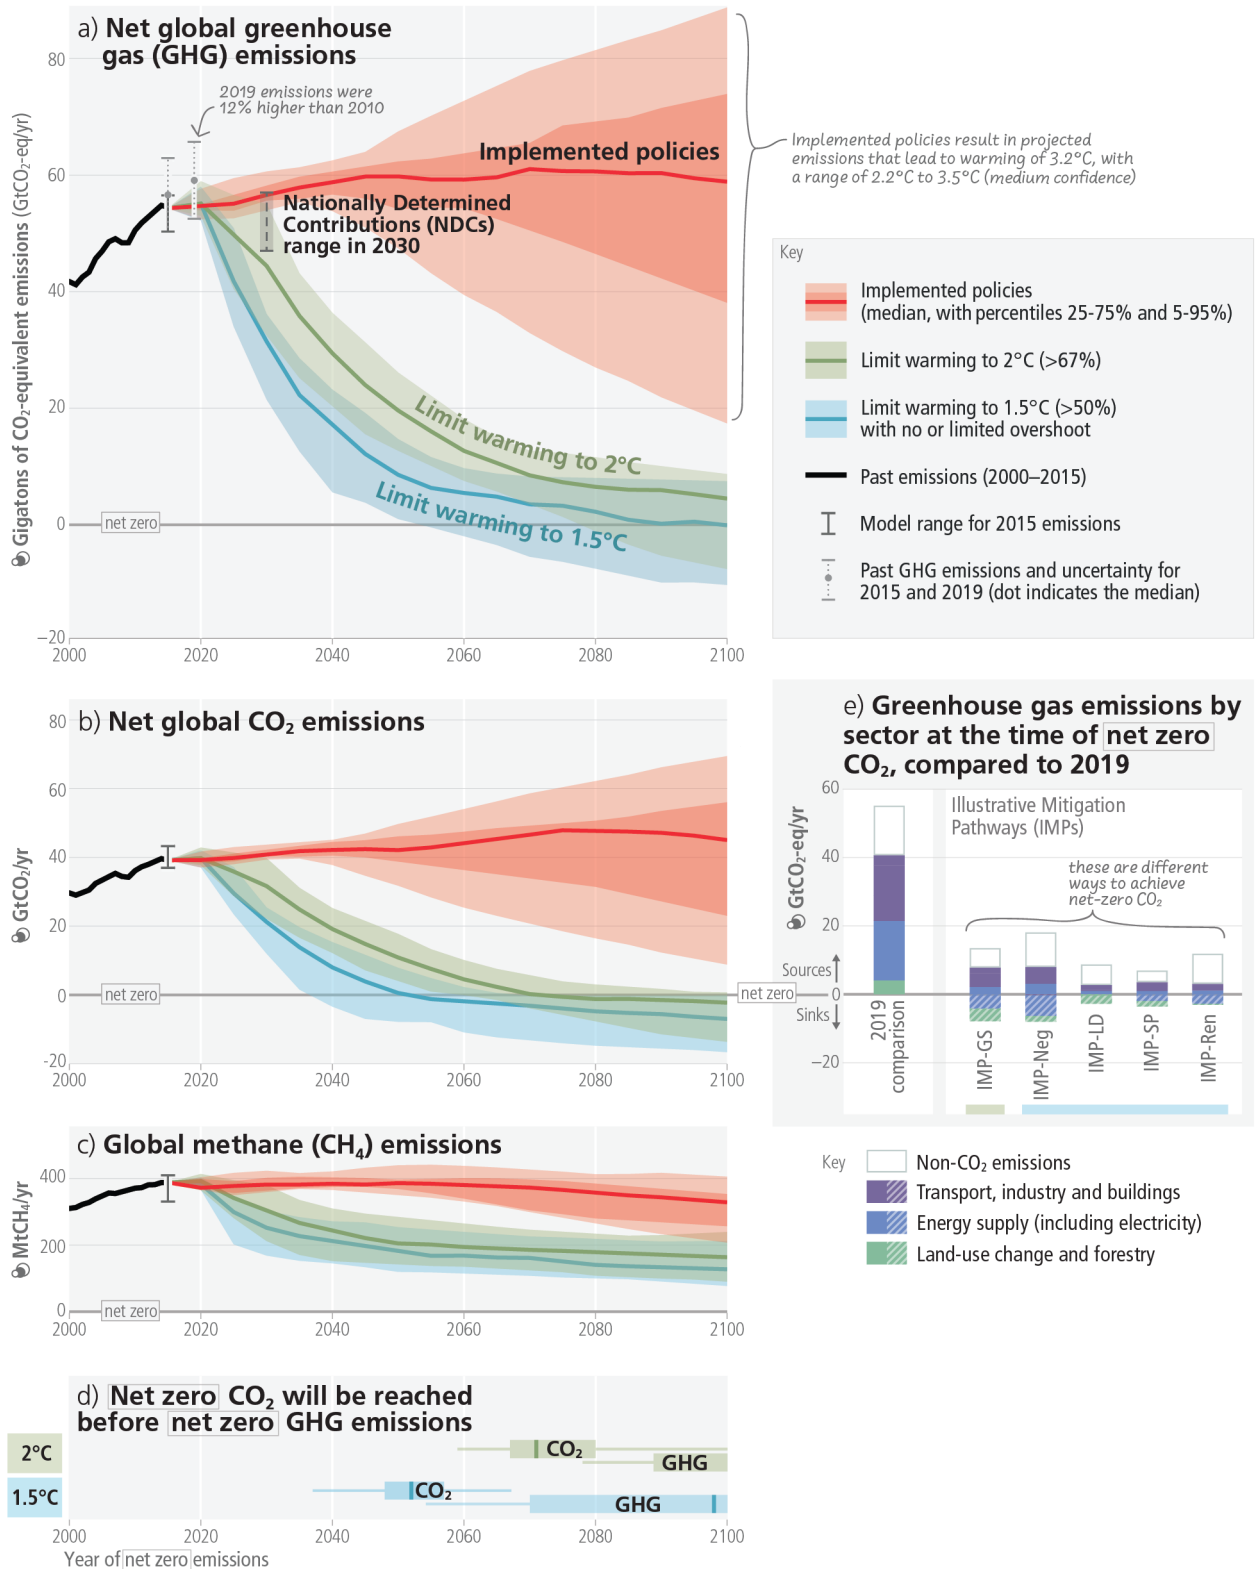 a) Net global greenhouse
gas (GHG) emissions
80
60
40
20
0
−20
Gigatons of CO₂-equivalent emissions (GtCO₂-eq/yr)
2019 emissions were
12% higher than 2010
Implemented policies
Nationally Determined
Contributions (NDCs)
range in 2030
Limit warming to 2°C
Limit warming to 1.5°C
net zero
2000 2020 2040 2060 2080 2100
Implemented policies result in projected
emissions that lead to warming of 3.2°C, with
a range of 2.2°C to 3.5°C (medium confidence)
Key
Implemented policies
(median, with percentiles 25-75% and 5-95%)
Limit warming to 2°C (>67%)
Limit warming to 1.5°C (>50%)
with no or limited overshoot
Past emissions (2000–2015)
Model range for 2015 emissions
Past GHG emissions and uncertainty for
2015 and 2019 (dot indicates the median)
b) Net global CO₂ emissions
80
60
40
20
0
-20
GtCO₂/yr
net zero
2000 2020 2040 2060 2080 2100
c) Global methane (CH₄) emissions
400
200
0
MtCH₄/yr
net zero
2000 2020 2040 2060 2080 2100
d) Net zero CO₂ will be reached
before net zero GHG emissions
2°C
CO₂
GHG
1.5°C
CO₂
GHG
2000 2020 2040 2060 2080 2100
Year of net zero emissions
e) Greenhouse gas emissions by
sector at the time of net zero
CO₂, compared to 2019
60
40
20
0
−20
GtCO₂-eq/yr
Illustrative Mitigation
Pathways (IMPs)
these are different
ways to achieve
net-zero CO₂
Sources
net zero
Sinks
2019
comparison
IMP-GS
IMP-Neg
IMP-LD
IMP-SP
IMP-Ren
Key
Non-CO₂ emissions
Transport, industry and buildings
Energy supply (including electricity)
Land-use change and forestry